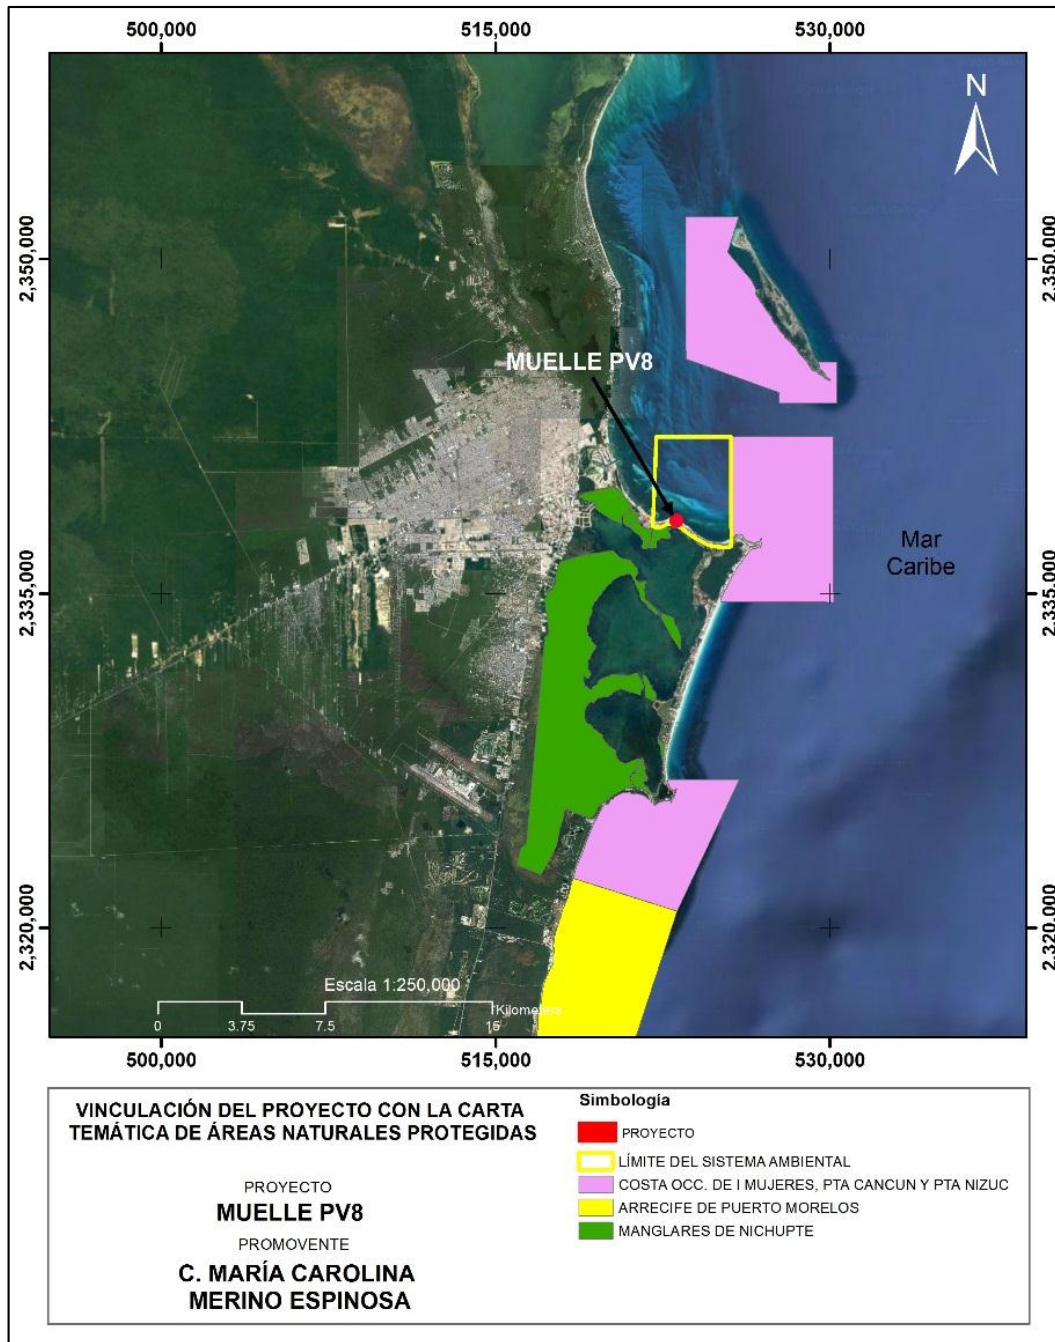 500,000 515,000 530,000
N
2,350,000 2,350,000
MUELLE PV8
Mar
Caribe
2,335,000 2,335,000
2,320,000 2,320,000
Escala 1:250,000
Kilometers
0 3.75 7.5 15
500,000 515,000 530,000
VINCULACIÓN DEL PROYECTO CON LA CARTA
TEMÁTICA DE ÁREAS NATURALES PROTEGIDAS
PROYECTO
MUELLE PV8
PROMOVENTE
C. MARÍA CAROLINA
MERINO ESPINOSA
Simbología
PROYECTO
LÍMITE DEL SISTEMA AMBIENTAL
COSTA OCC. DE I MUJERES, PTA CANCUN Y PTA NIZUC
ARRECIFE DE PUERTO MORELOS
MANGLARES DE NICHUPTE